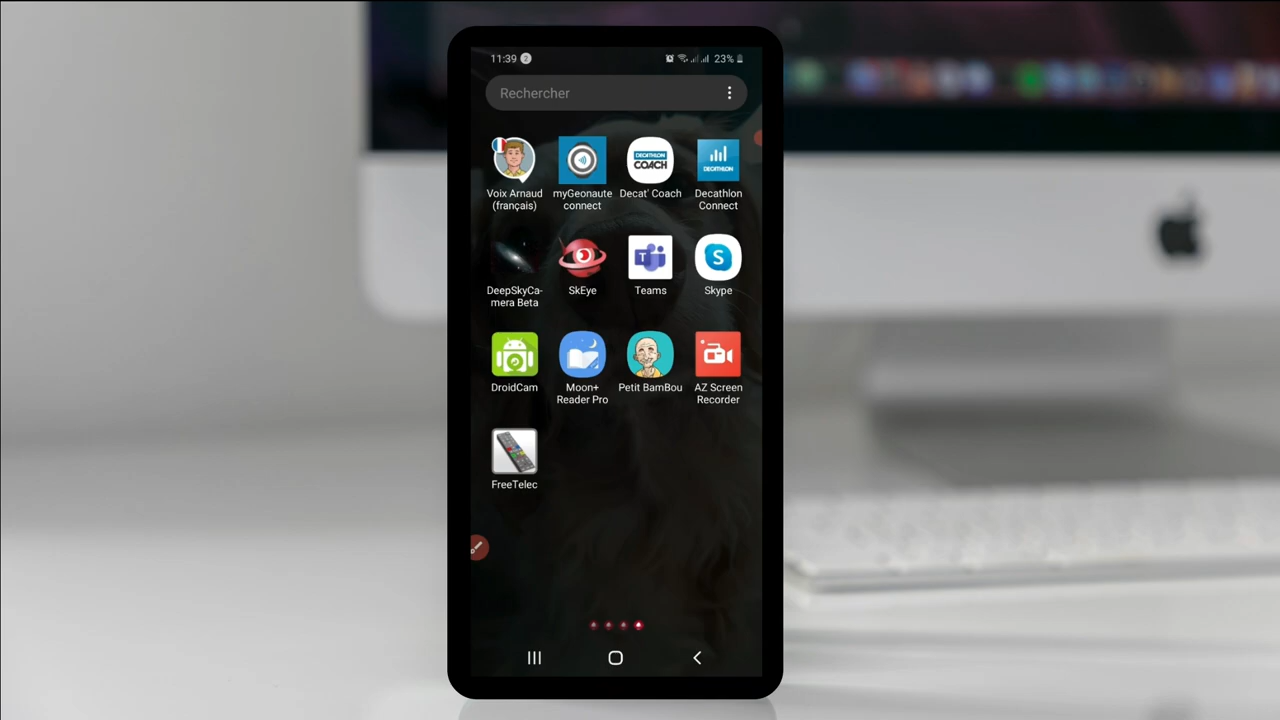 11:39 2
23%
Rechercher
DECATHLON
COACH
DECATHLON
Voix Arnaud
(français)
myGeonaute
connect
Decat' Coach
Decathlon
Connect
T
S
DeepSkyCa-
mera Beta
SkEye
Teams
Skype
DroidCam
Moon+
Reader Pro
Petit BamBou
AZ Screen
Recorder
FreeTelec